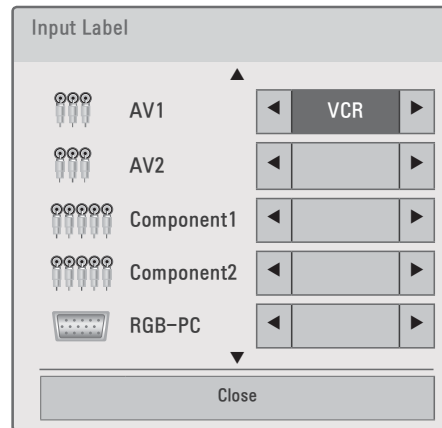 Input Label
AV1
VCR
AV2
Component1
Component2
RGB-PC
Close